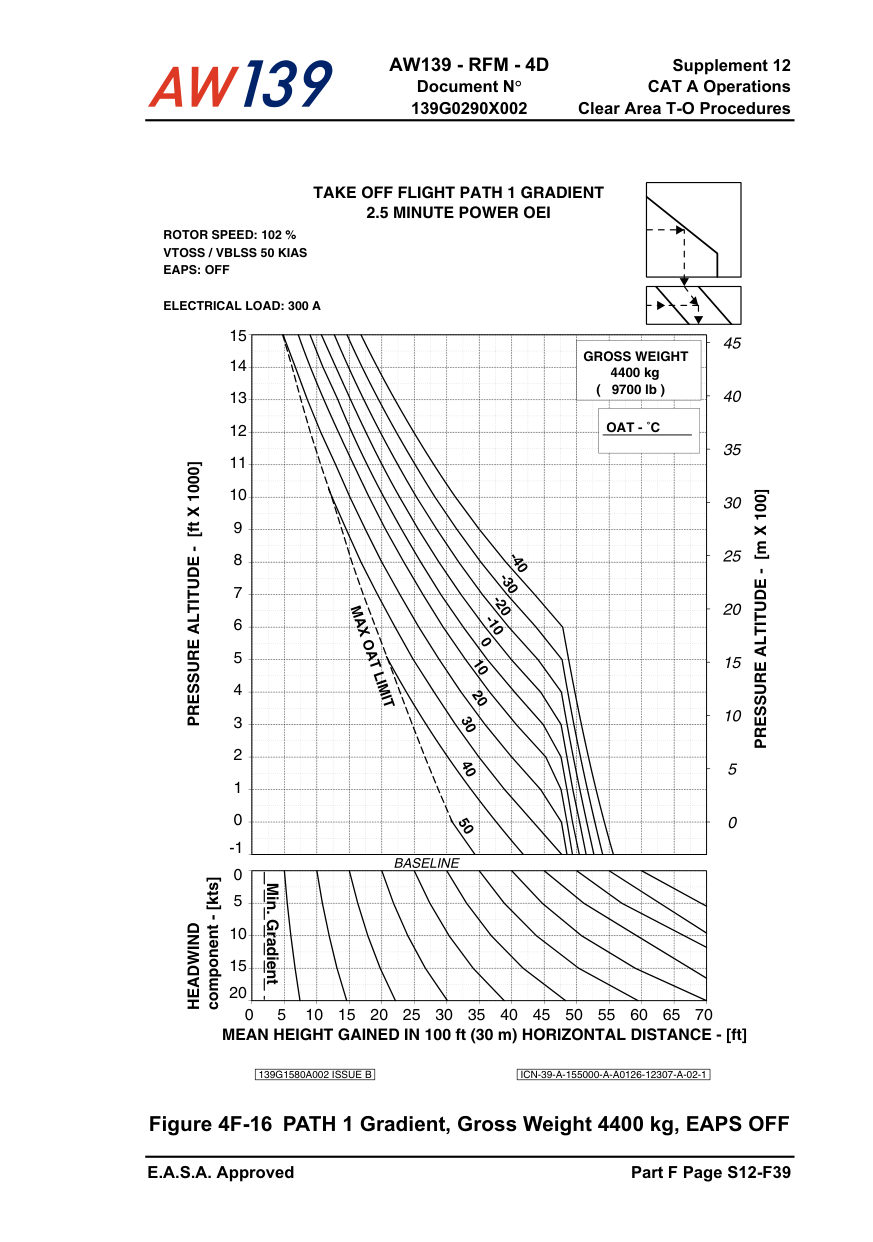 AW139
AW139 - RFM - 4D
Document N°
139G0290X002
Supplement 12
CAT A Operations
Clear Area T-O Procedures
TAKE OFF FLIGHT PATH 1 GRADIENT
2.5 MINUTE POWER OEI
ROTOR SPEED: 102 %
VTOSS / VBLSS 50 KIAS
EAPS: OFF
ELECTRICAL LOAD: 300 A
GROSS WEIGHT
4400 kg
( 9700 lb )
OAT - °C
PRESSURE ALTITUDE - [ft X 1000]
15
14
13
12
11
10
9
8
7
6
5
4
3
2
1
0
-1
45
40
35
30
25
20
15
10
5
0
PRESSURE ALTITUDE - [m X 100]
-40
-30
-20
-10
0
10
20
30
40
50
MAX OAT LIMIT
BASELINE
HEADWIND
component - [kts]
0
5
10
15
20
Min. Gradient
0 5 10 15 20 25 30 35 40 45 50 55 60 65 70
MEAN HEIGHT GAINED IN 100 ft (30 m) HORIZONTAL DISTANCE - [ft]
139G1580A002 ISSUE B
ICN-39-A-155000-A-A0126-12307-A-02-1
Figure 4F-16 PATH 1 Gradient, Gross Weight 4400 kg, EAPS OFF
E.A.S.A. Approved
Part F Page S12-F39